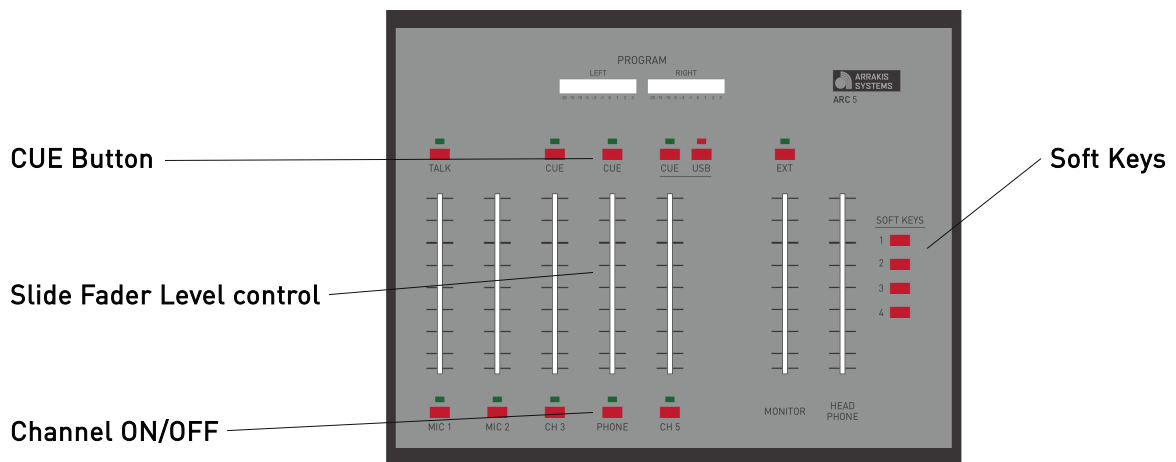 PROGRAM
LEFT RIGHT
ARRAKIS
SYSTEMS
ARC 5
CUE Button
TALK CUE CUE CUE USB EXT
Soft Keys
SOFT KEYS
1
2
3
4
Slide Fader Level control
Channel ON/OFF
MIC 1 MIC 2 CH 3 PHONE CH 5
MONITOR
HEAD
PHONE